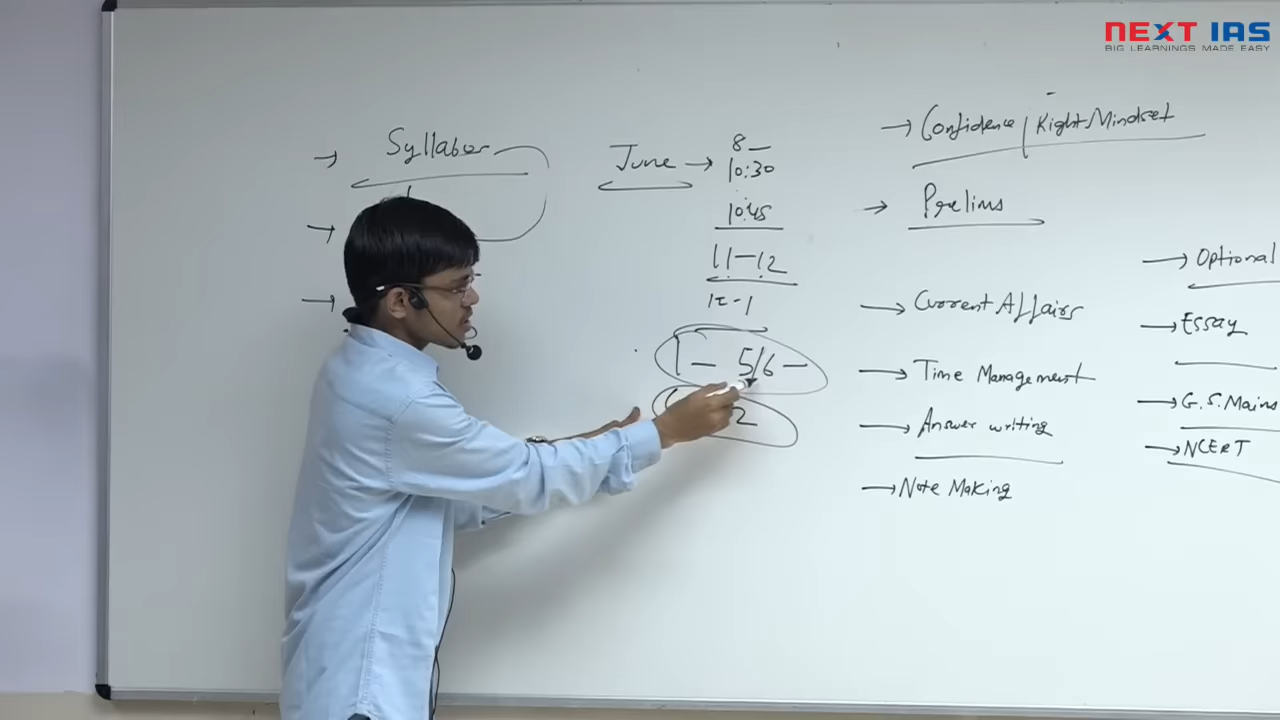 NEXT IAS
BIG LEARNINGS MADE EASY
→ Syllabus
→
→
June → 8 –
10:30
10:45
11 – 12
12 – 1
1 – 5/6 –
2
→ Confidence / Right Mindset
→ Prelims
→ Current Affairs
→ Time Management
→ Answer writing
→ Note Making
→ Optional
→ Essay
→ G.S. Mains
→ NCERT